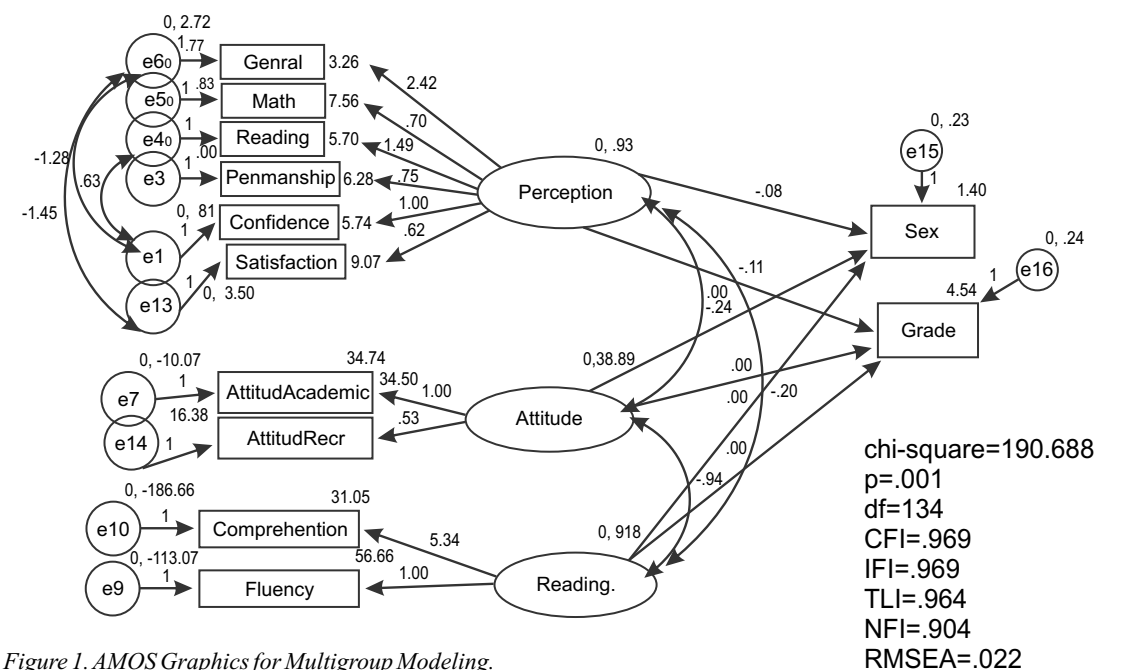 0, 2.72
e60
1.77
Genral
3.26
e50
1 .83
Math
7.56
e40
1
Reading
5.70
.00
e3
1
Penmanship
6.28
0, 81
1
Confidence
5.74
e1
Satisfaction
9.07
1
0, 3.50
e13
-1.28
.63
-1.45
2.42
.70
1.49
.75
1.00
.62
0, .93
Perception
-.08
-.11
0, .23
e15
1
1.40
Sex
0, .24
e16
1
4.54
Grade
.00
-.24
0, -10.07
e7
1
34.74
AttitudAcademic
34.50
16.38
e14
1
AttitudRecr
1.00
.53
0,38.89
Attitude
.00
.00
-.20
.00
-.94
0, -186.66
e10
1
31.05
Comprehention
0, -113.07
e9
1
56.66
Fluency
5.34
1.00
0, 918
Reading.
chi-square=190.688
p=.001
df=134
CFI=.969
IFI=.969
TLI=.964
NFI=.904
RMSEA=.022
Figure 1. AMOS Graphics for Multigroup Modeling.